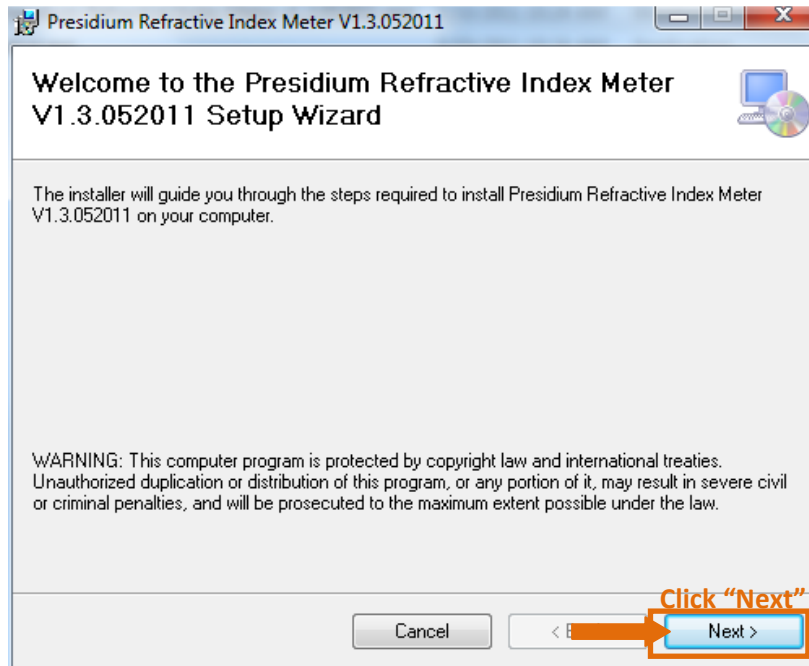 Presidium Refractive Index Meter V1.3.052011
Welcome to the Presidium Refractive Index Meter
V1.3.052011 Setup Wizard
The installer will guide you through the steps required to install Presidium Refractive Index Meter
V1.3.052011 on your computer.
WARNING: This computer program is protected by copyright law and international treaties.
Unauthorized duplication or distribution of this program, or any portion of it, may result in severe civil
or criminal penalties, and will be prosecuted to the maximum extent possible under the law.
Click “Next”
Cancel
Next >